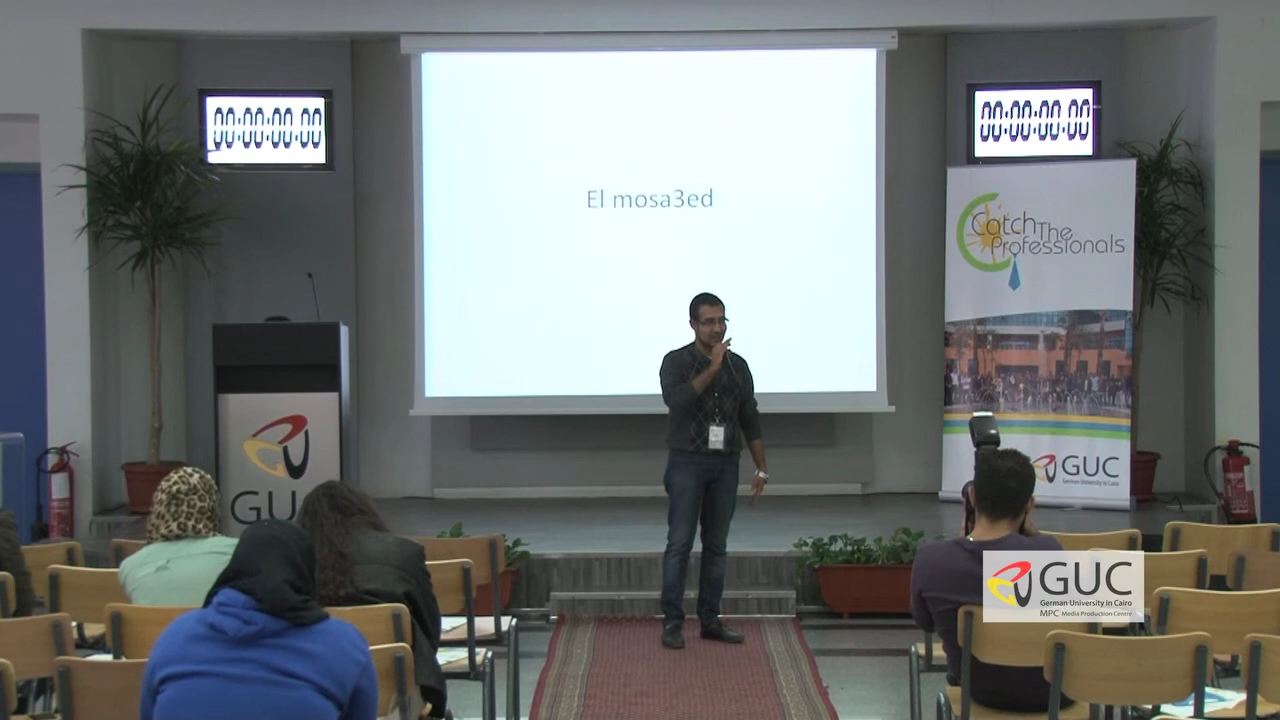 00:00:00.00
00:00:00.00
El mosa3ed
Catch The
Professionals
GUC
German University in Cairo
GUC
GUC
German University in Cairo
MPC Media Production Centre